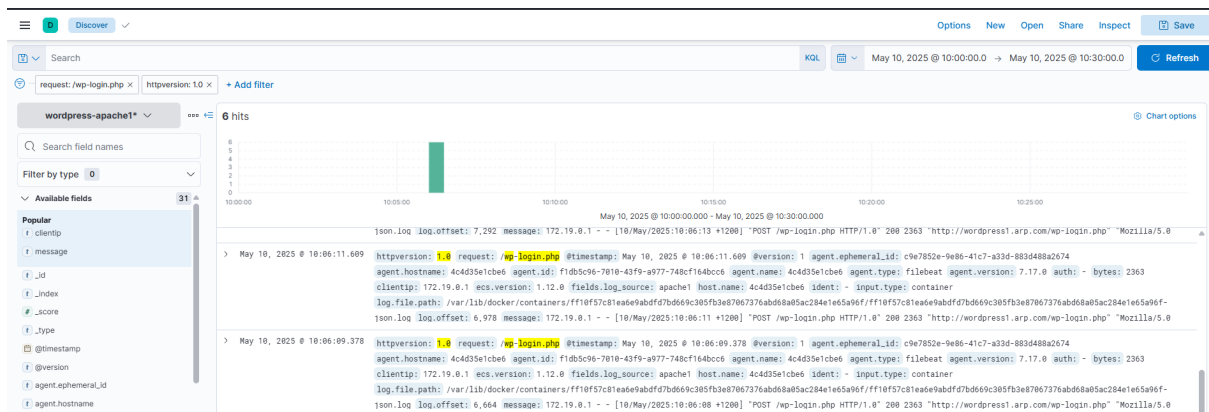 D Discover Options New Open Share Inspect Save
Search KQL May 10, 2025 @ 10:00:00.0 → May 10, 2025 @ 10:30:00.0 Refresh
request: /wp-login.php × httpversion: 1.0 × + Add filter
wordpress-apache1*
Search field names
Filter by type 0
Available fields 31
Popular
t clientip
t message
t _id
t _index
# _score
t _type
@timestamp
t @version
t agent.ephemeral_id
t agent.hostname
6 hits
Chart options
6
5
4
3
2
1
0
10:00:00 10:05:00 10:10:00 10:15:00 10:20:00 10:25:00
May 10, 2025 @ 10:00:00.000 - May 10, 2025 @ 10:30:00.000
json.log log.offset: 7,292 message: 172.19.0.1 - - [10/May/2025:10:06:13 +1200] "POST /wp-login.php HTTP/1.0" 200 2363 "http://wordpress1.arp.com/wp-login.php" "Mozilla/5.0
> May 10, 2025 @ 10:06:11.609 httpversion: 1.0 request: /wp-login.php @timestamp: May 10, 2025 @ 10:06:11.609 @version: 1 agent.ephemeral_id: c9e7852e-9e86-41c7-a33d-883d488a2674
agent.hostname: 4c4d35e1cbe6 agent.id: f1db5c96-7010-43f9-a977-748cf164bcc6 agent.name: 4c4d35e1cbe6 agent.type: filebeat agent.version: 7.17.0 auth: - bytes: 2363
clientip: 172.19.0.1 ecs.version: 1.12.0 fields.log_source: apache1 host.name: 4c4d35e1cbe6 ident: - input.type: container
log.file.path: /var/lib/docker/containers/ff10f57c81ea6e9abdfd7bd669c305fb3e87067376abd68a05ac284e1e65a96f/ff10f57c81ea6e9abdfd7bd669c305fb3e87067376abd68a05ac284e1e65a96f-
json.log log.offset: 6,978 message: 172.19.0.1 - - [10/May/2025:10:06:11 +1200] "POST /wp-login.php HTTP/1.0" 200 2363 "http://wordpress1.arp.com/wp-login.php" "Mozilla/5.0
> May 10, 2025 @ 10:06:09.378 httpversion: 1.0 request: /wp-login.php @timestamp: May 10, 2025 @ 10:06:09.378 @version: 1 agent.ephemeral_id: c9e7852e-9e86-41c7-a33d-883d488a2674
agent.hostname: 4c4d35e1cbe6 agent.id: f1db5c96-7010-43f9-a977-748cf164bcc6 agent.name: 4c4d35e1cbe6 agent.type: filebeat agent.version: 7.17.0 auth: - bytes: 2363
clientip: 172.19.0.1 ecs.version: 1.12.0 fields.log_source: apache1 host.name: 4c4d35e1cbe6 ident: - input.type: container
log.file.path: /var/lib/docker/containers/ff10f57c81ea6e9abdfd7bd669c305fb3e87067376abd68a05ac284e1e65a96f/ff10f57c81ea6e9abdfd7bd669c305fb3e87067376abd68a05ac284e1e65a96f-
json.log log.offset: 6,664 message: 172.19.0.1 - - [10/May/2025:10:06:08 +1200] "POST /wp-login.php HTTP/1.0" 200 2363 "http://wordpress1.arp.com/wp-login.php" "Mozilla/5.0